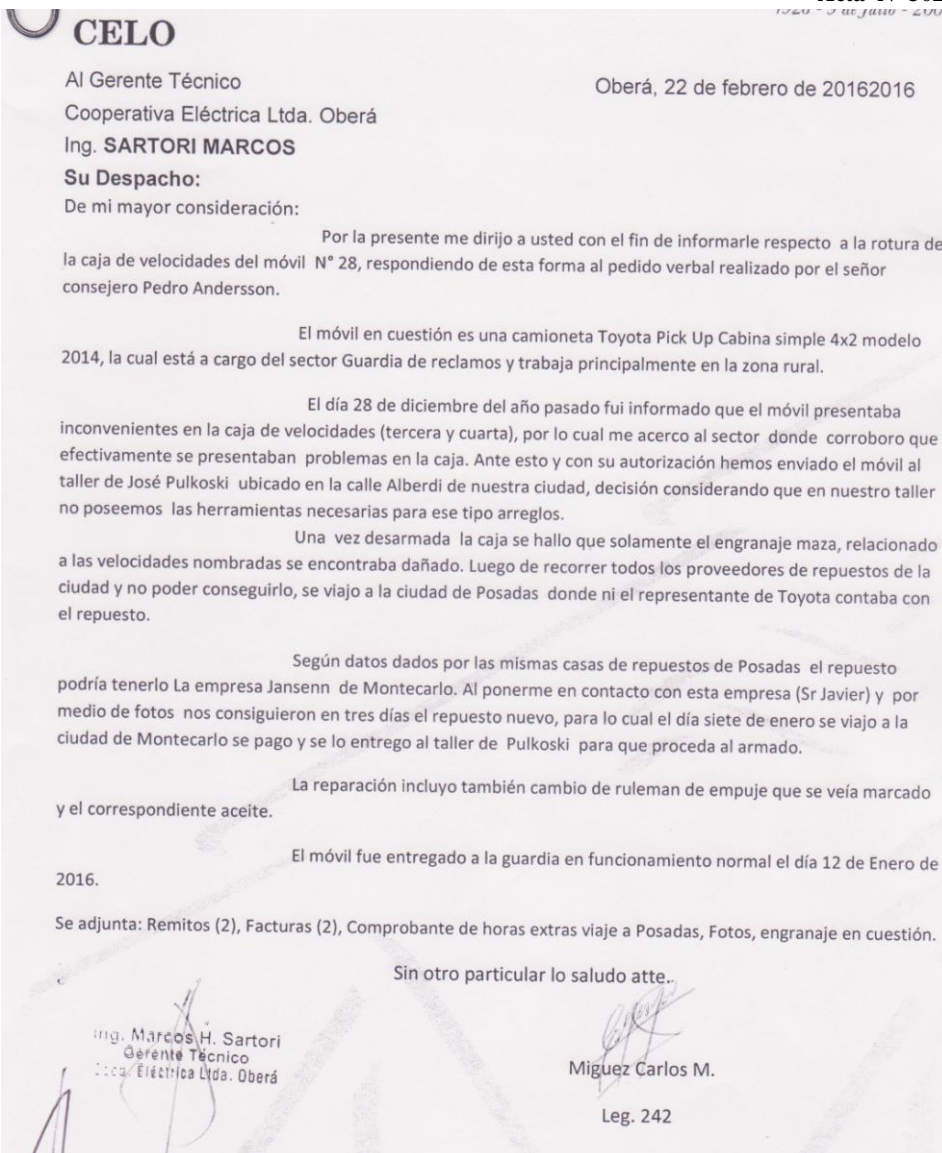 CELO
Al Gerente Técnico
Oberá, 22 de febrero de 20162016
Cooperativa Eléctrica Ltda. Oberá
Ing. SARTORI MARCOS
Su Despacho:
De mi mayor consideración:
Por la presente me dirijo a usted con el fin de informarle respecto a la rotura de
la caja de velocidades del móvil N° 28, respondiendo de esta forma al pedido verbal realizado por el señor
consejero Pedro Andersson.
El móvil en cuestión es una camioneta Toyota Pick Up Cabina simple 4x2 modelo
2014, la cual está a cargo del sector Guardia de reclamos y trabaja principalmente en la zona rural.
El día 28 de diciembre del año pasado fui informado que el móvil presentaba
inconvenientes en la caja de velocidades (tercera y cuarta), por lo cual me acerco al sector donde corroboro que
efectivamente se presentaban problemas en la caja. Ante esto y con su autorización hemos enviado el móvil al
taller de José Pulkoski ubicado en la calle Alberdi de nuestra ciudad, decisión considerando que en nuestro taller
no poseemos las herramientas necesarias para ese tipo arreglos.
Una vez desarmada la caja se hallo que solamente el engranaje maza, relacionado
a las velocidades nombradas se encontraba dañado. Luego de recorrer todos los proveedores de repuestos de la
ciudad y no poder conseguirlo, se viajo a la ciudad de Posadas donde ni el representante de Toyota contaba con
el repuesto.
Según datos dados por las mismas casas de repuestos de Posadas el repuesto
podría tenerlo La empresa Jansenn de Montecarlo. Al ponerme en contacto con esta empresa (Sr Javier) y por
medio de fotos nos consiguieron en tres días el repuesto nuevo, para lo cual el día siete de enero se viajo a la
ciudad de Montecarlo se pago y se lo entrego al taller de Pulkoski para que proceda al armado.
La reparación incluyo también cambio de ruleman de empuje que se veía marcado
y el correspondiente aceite.
El móvil fue entregado a la guardia en funcionamiento normal el día 12 de Enero de
2016.
Se adjunta: Remitos (2), Facturas (2), Comprobante de horas extras viaje a Posadas, Fotos, engranaje en cuestión.
Sin otro particular lo saludo atte..
Ing. Marcos H. Sartori
Gerente Técnico
Eléctrica Ltda. Oberá
Miguez Carlos M.
Leg. 242